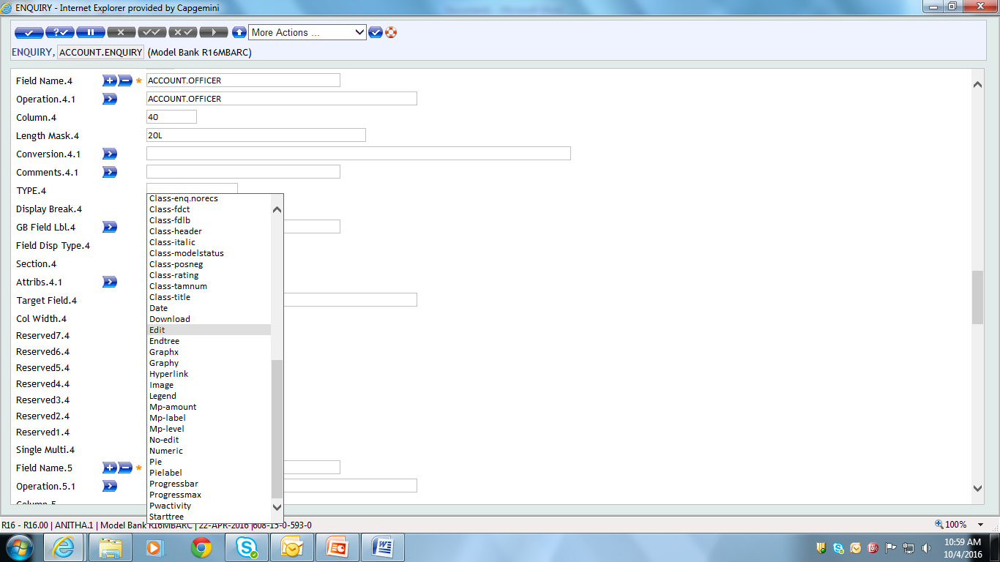 ENQUIRY - Internet Explorer provided by Capgemini
More Actions ...
ENQUIRY, ACCOUNT.ENQUIRY (Model Bank R16MBARC)
Field Name.4 * ACCOUNT.OFFICER
Operation.4.1 ACCOUNT.OFFICER
Column.4 40
Length Mask.4 20L
Conversion.4.1
Comments.4.1
TYPE.4
Display Break.4
GB Field Lbl.4
Field Disp Type.4
Section.4
Attribs.4.1
Target Field.4
Col Width.4
Reserved7.4
Reserved6.4
Reserved5.4
Reserved4.4
Reserved3.4
Reserved2.4
Reserved1.4
Single Multi.4
Field Name.5 *
Operation.5.1
Column.5
Class-enq.norecs
Class-fdct
Class-fdlb
Class-header
Class-italic
Class-modelstatus
Class-posneg
Class-rating
Class-tamnum
Class-title
Date
Download
Edit
Endtree
Graphx
Graphy
Hyperlink
Image
Legend
Mp-amount
Mp-label
Mp-level
No-edit
Numeric
Pie
Pielabel
Progressbar
Progressmax
Pwactivity
Starttree
R16 - R16.00 | ANITHA.1 | Model Bank R16MBARC | 22-APR-2016 |608-15-0-593-0
100%
10:59 AM
10/4/2016